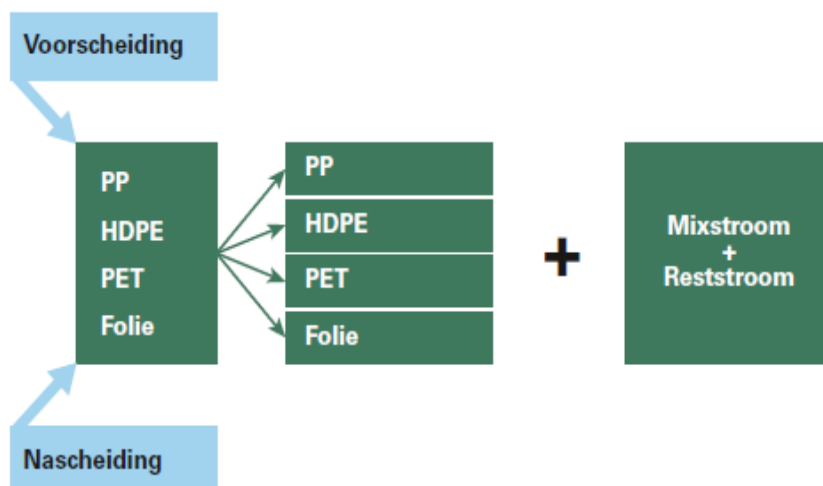 Voorscheiding
PP
HDPE
PET
Folie
PP
HDPE
PET
Folie
+
Mixstroom
+
Reststroom
Nascheiding